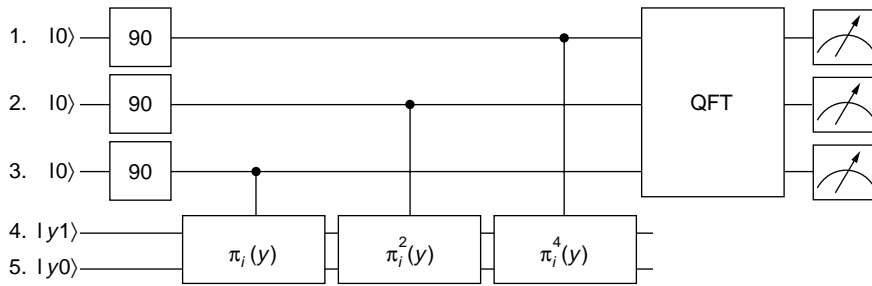 1. |0⟩ 90
2. |0⟩ 90 QFT
3. |0⟩ 90
4. |y1⟩
5. |y0⟩
π_i(y) π_i^2(y) π_i^4(y)